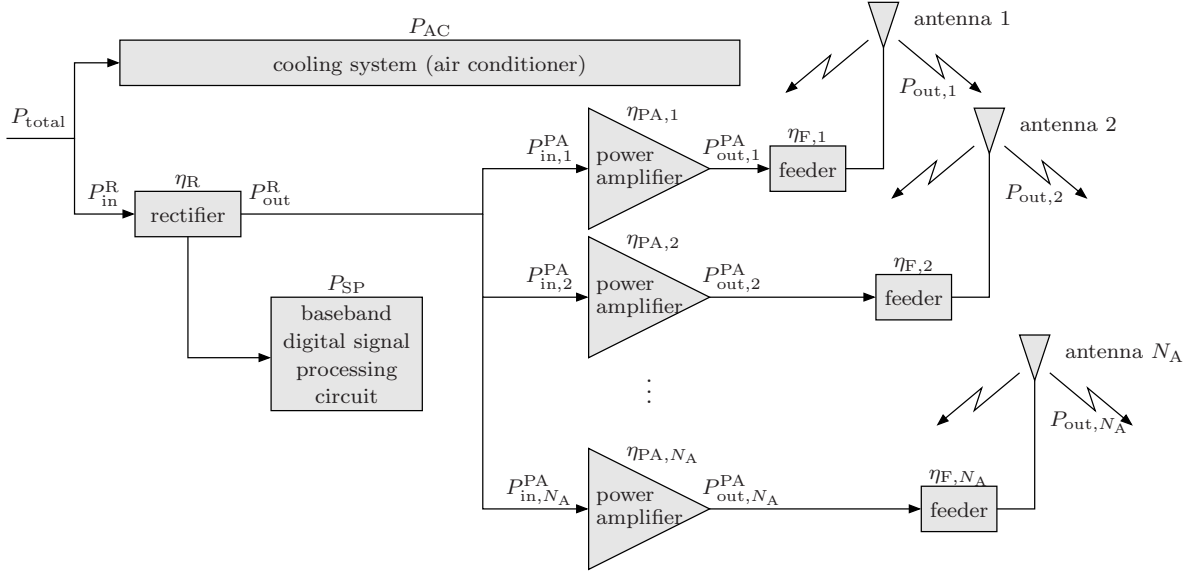 antenna 1
P_AC
cooling system (air conditioner)
P_out,1
P_total
antenna 2
η_PA,1
P^PA_in,1
power
amplifier
P^PA_out,1
η_F,1
feeder
P^R_in
η_R
rectifier
P^R_out
P_out,2
η_PA,2
P^PA_in,2
power
amplifier
P^PA_out,2
η_F,2
feeder
P_SP
baseband
digital signal
processing
circuit
antenna N_A
⋮
P_out,N_A
η_PA,N_A
P^PA_in,N_A
power
amplifier
P^PA_out,N_A
η_F,N_A
feeder